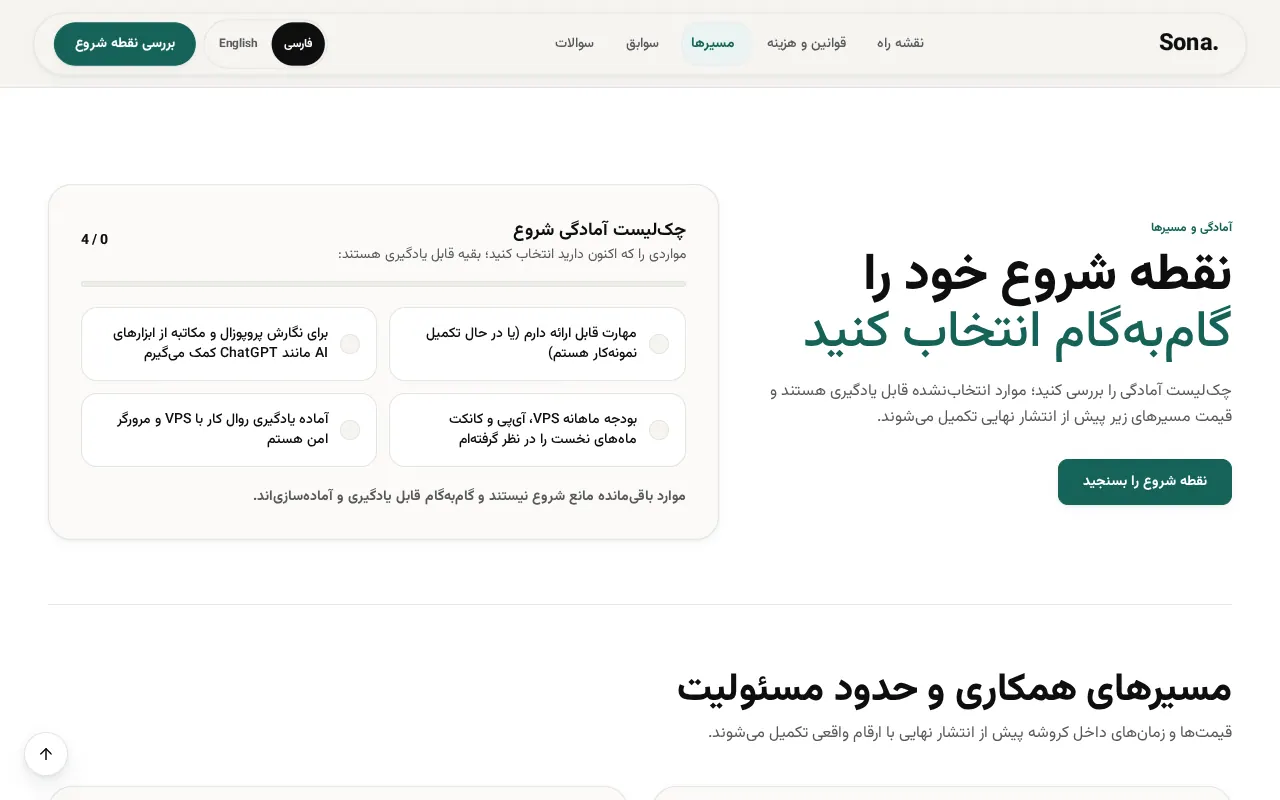 Sona.
نقشه راه
قوانین و هزینه
مسیرها
سوابق
سوالات
فارسی
English
بررسی نقطه شروع
آمادگی و مسیرها
نقطه شروع خود را
گام‌به‌گام انتخاب کنید
چک‌لیست آمادگی را بررسی کنید؛ موارد انتخاب‌نشده قابل یادگیری هستند و
قیمت مسیرهای زیر پیش از انتشار نهایی تکمیل می‌شوند.
نقطه شروع را بسنجید
چک‌لیست آمادگی شروع
مواردی را که اکنون دارید انتخاب کنید؛ بقیه قابل یادگیری هستند:
4 / 0
مهارت قابل ارائه دارم (یا در حال تکمیل
نمونه‌کار هستم)
برای نگارش پروپوزال و مکاتبه از ابزارهای
AI مانند ChatGPT کمک می‌گیرم
بودجه ماهانه VPS، آی‌پی و کانکت
ماه‌های نخست را در نظر گرفته‌ام
آماده یادگیری روال کار با VPS و مرورگر
امن هستم
موارد باقی‌مانده مانع شروع نیستند و گام‌به‌گام قابل یادگیری و آماده‌سازی‌اند.
مسیرهای همکاری و حدود مسئولیت
قیمت‌ها و زمان‌های داخل کروشه پیش از انتشار نهایی با ارقام واقعی تکمیل می‌شوند.